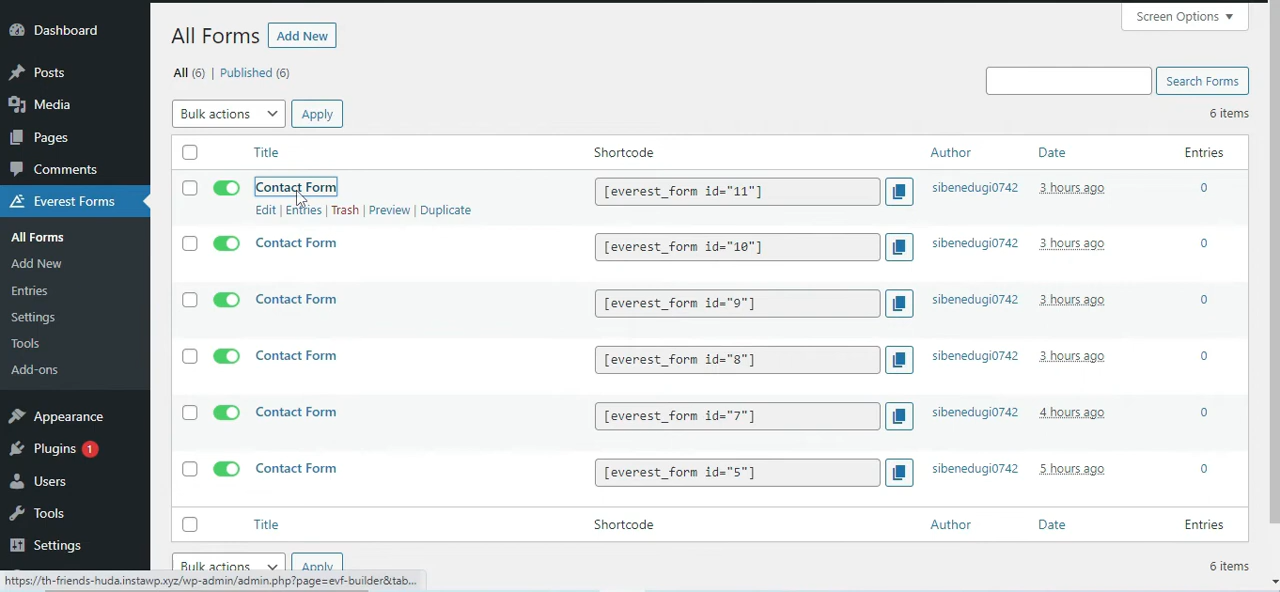 Dashboard
Posts
Media
Pages
Comments
Everest Forms
All Forms
Add New
Entries
Settings
Tools
Add-ons
Appearance
Plugins 1
Users
Tools
Settings
All Forms Add New
Screen Options ▼
All (6) | Published (6)
Search Forms
Bulk actions Apply
6 items
Title Shortcode Author Date Entries
Contact Form [everest_form id="11"] sibenedugi0742 3 hours ago 0
Edit | Entries | Trash | Preview | Duplicate
Contact Form [everest_form id="10"] sibenedugi0742 3 hours ago 0
Contact Form [everest_form id="9"] sibenedugi0742 3 hours ago 0
Contact Form [everest_form id="8"] sibenedugi0742 3 hours ago 0
Contact Form [everest_form id="7"] sibenedugi0742 4 hours ago 0
Contact Form [everest_form id="5"] sibenedugi0742 5 hours ago 0
Title Shortcode Author Date Entries
Bulk actions Apply
6 items
https://th-friends-huda.instawp.xyz/wp-admin/admin.php?page=evf-builder&tab...